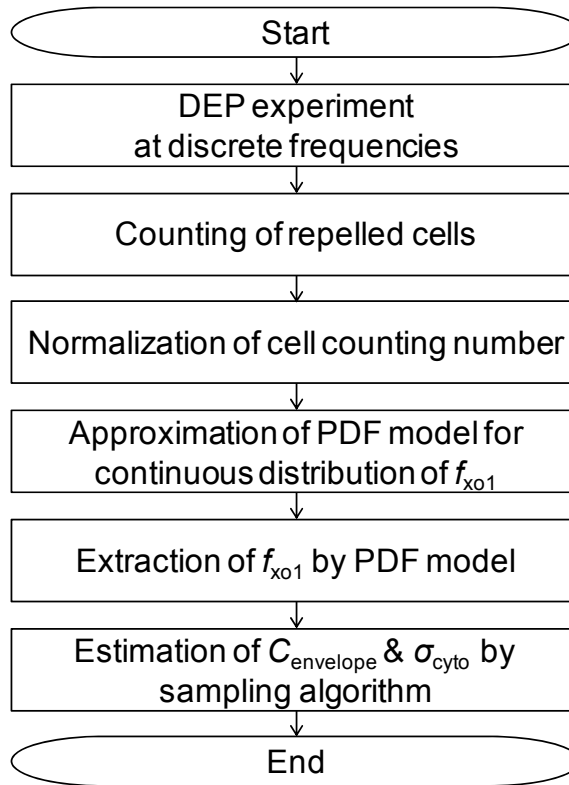 Start
DEP experiment
at discrete frequencies
Counting of repelled cells
Normalization of cell counting number
Approximation of PDF model for
continuous distribution of fxo1
Extraction of fxo1 by PDF model
Estimation of Cenvelope & σcyto by
sampling algorithm
End